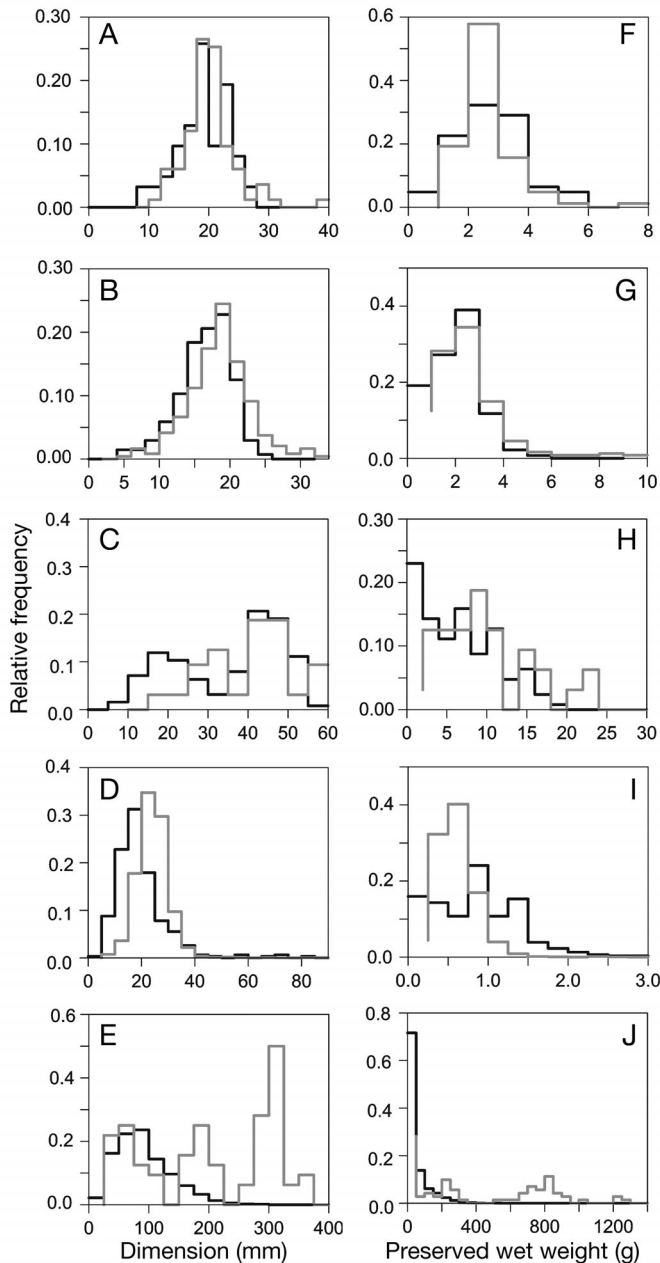 A
0.30
0.20
0.10
0.00
0 10 20 30 40
F
0.6
0.4
0.2
0.0
0 2 4 6 8
B
0.30
0.20
0.10
0.00
0 5 10 20 30
G
0.4
0.2
0.0
0 2 4 6 8 10
Relative frequency
C
0.4
0.3
0.2
0.1
0.0
0 10 20 30 40 50 60
H
0.30
0.20
0.10
0.00
5 10 15 20 25 30
D
0.4
0.3
0.2
0.1
0.0
0 20 40 60 80
I
0.4
0.2
0.0
0.0 1.0 2.0 3.0
E
0.6
0.4
0.2
0.0
0 100 200 300 400
Dimension (mm)
J
0.8
0.6
0.4
0.2
0.0
0 400 800 1200
Preserved wet weight (g)